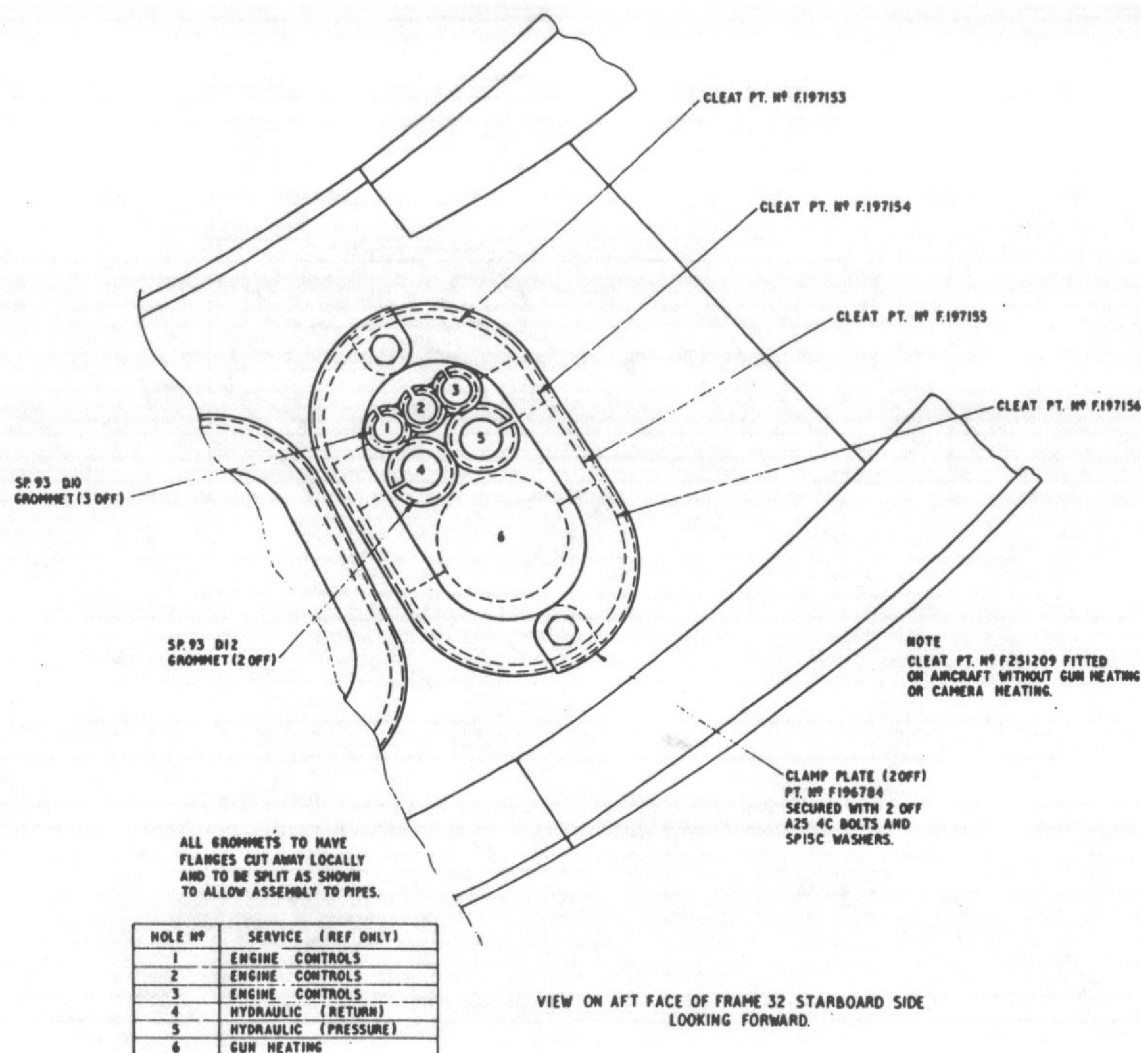 CLEAT PT. Nº F.197153
CLEAT PT. Nº F.197154
CLEAT PT. Nº F.197155
CLEAT PT. Nº F.197156
1
2
3
4
5
6
SP. 93 D10
GROMMET (3 OFF)
SP. 93 D12
GROMMET (2 OFF)
NOTE
CLEAT PT. Nº F251209 FITTED
ON AIRCRAFT WITHOUT GUN HEATING
OR CAMERA HEATING.
CLAMP PLATE (2OFF)
PT. Nº F196784
SECURED WITH 2 OFF
A25 4C BOLTS AND
SP15C WASHERS.
ALL GROMMETS TO HAVE
FLANGES CUT AWAY LOCALLY
AND TO BE SPLIT AS SHOWN
TO ALLOW ASSEMBLY TO PIPES.
HOLE Nº SERVICE (REF ONLY)
1 ENGINE CONTROLS
2 ENGINE CONTROLS
3 ENGINE CONTROLS
4 HYDRAULIC (RETURN)
5 HYDRAULIC (PRESSURE)
6 GUN HEATING
VIEW ON AFT FACE OF FRAME 32 STARBOARD SIDE
LOOKING FORWARD.